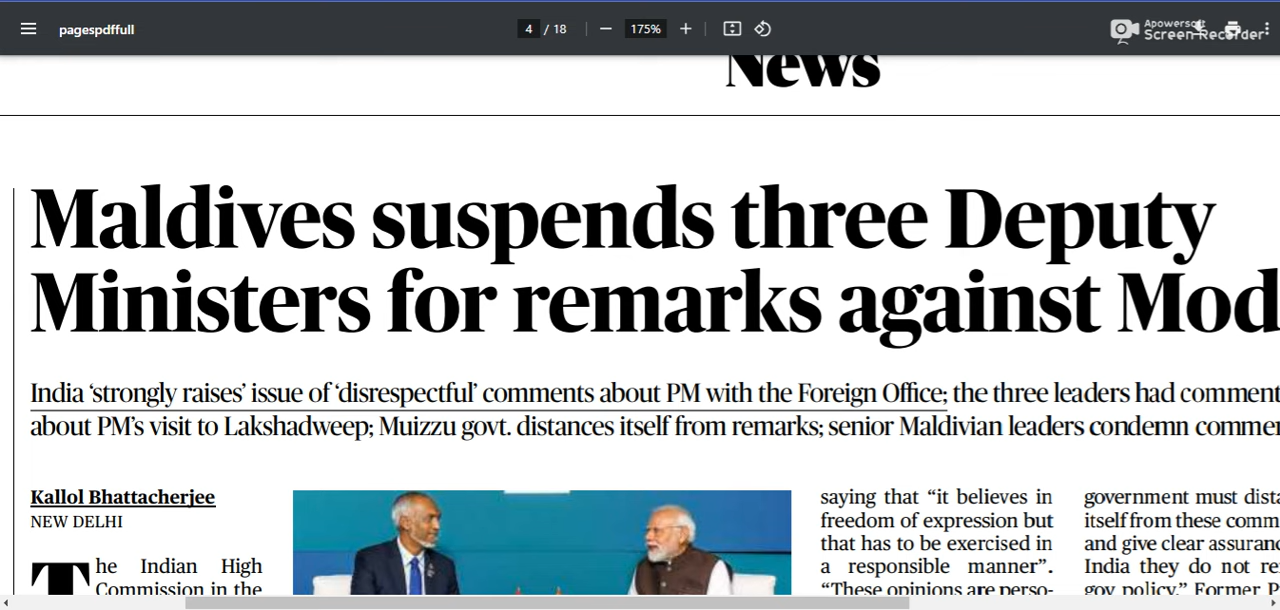 pagespdffull
4 / 18
175%
Apowersoft
Screen Recorder
News
Maldives suspends three Deputy
Ministers for remarks against Mod
India ‘strongly raises’ issue of ‘disrespectful’ comments about PM with the Foreign Office; the three leaders had comment
about PM’s visit to Lakshadweep; Muizzu govt. distances itself from remarks; senior Maldivian leaders condemn commen
Kallol Bhattacherjee
NEW DELHI
The Indian High
Commission in the
saying that “it believes in
freedom of expression but
that has to be exercised in
a responsible manner”.
“These opinions are perso-
government must dista
itself from these comm
and give clear assuranc
India they do not re
gov policy.” Former P